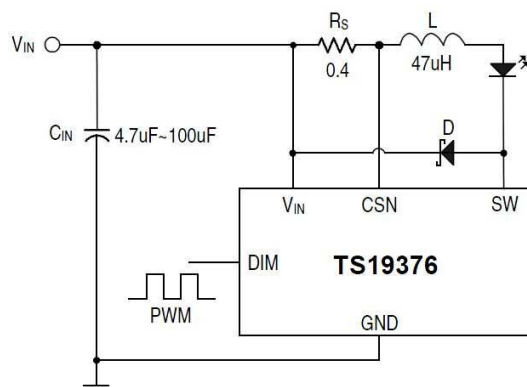 VIN
RS
0.4
L
47uH
CIN
4.7uF~100uF
D
VIN
CSN
SW
DIM
TS19376
PWM
GND